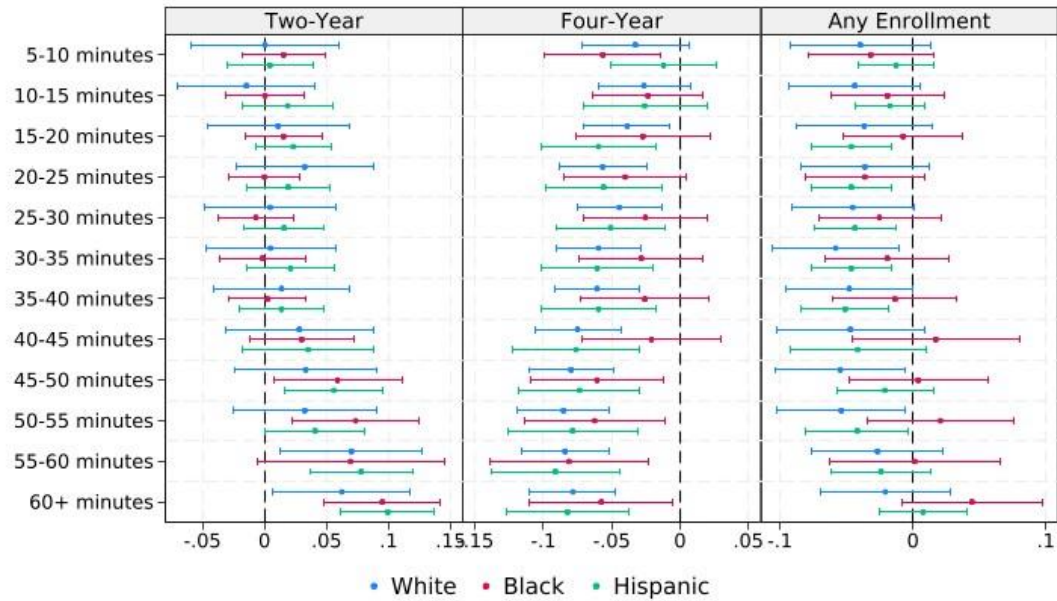 Two-Year Four-Year Any Enrollment
5-10 minutes
10-15 minutes
15-20 minutes
20-25 minutes
25-30 minutes
30-35 minutes
35-40 minutes
40-45 minutes
45-50 minutes
50-55 minutes
55-60 minutes
60+ minutes
-.05 0 .05 .1 .15 -.15 -.1 -.05 0 .05 -.1 0 .1
White Black Hispanic